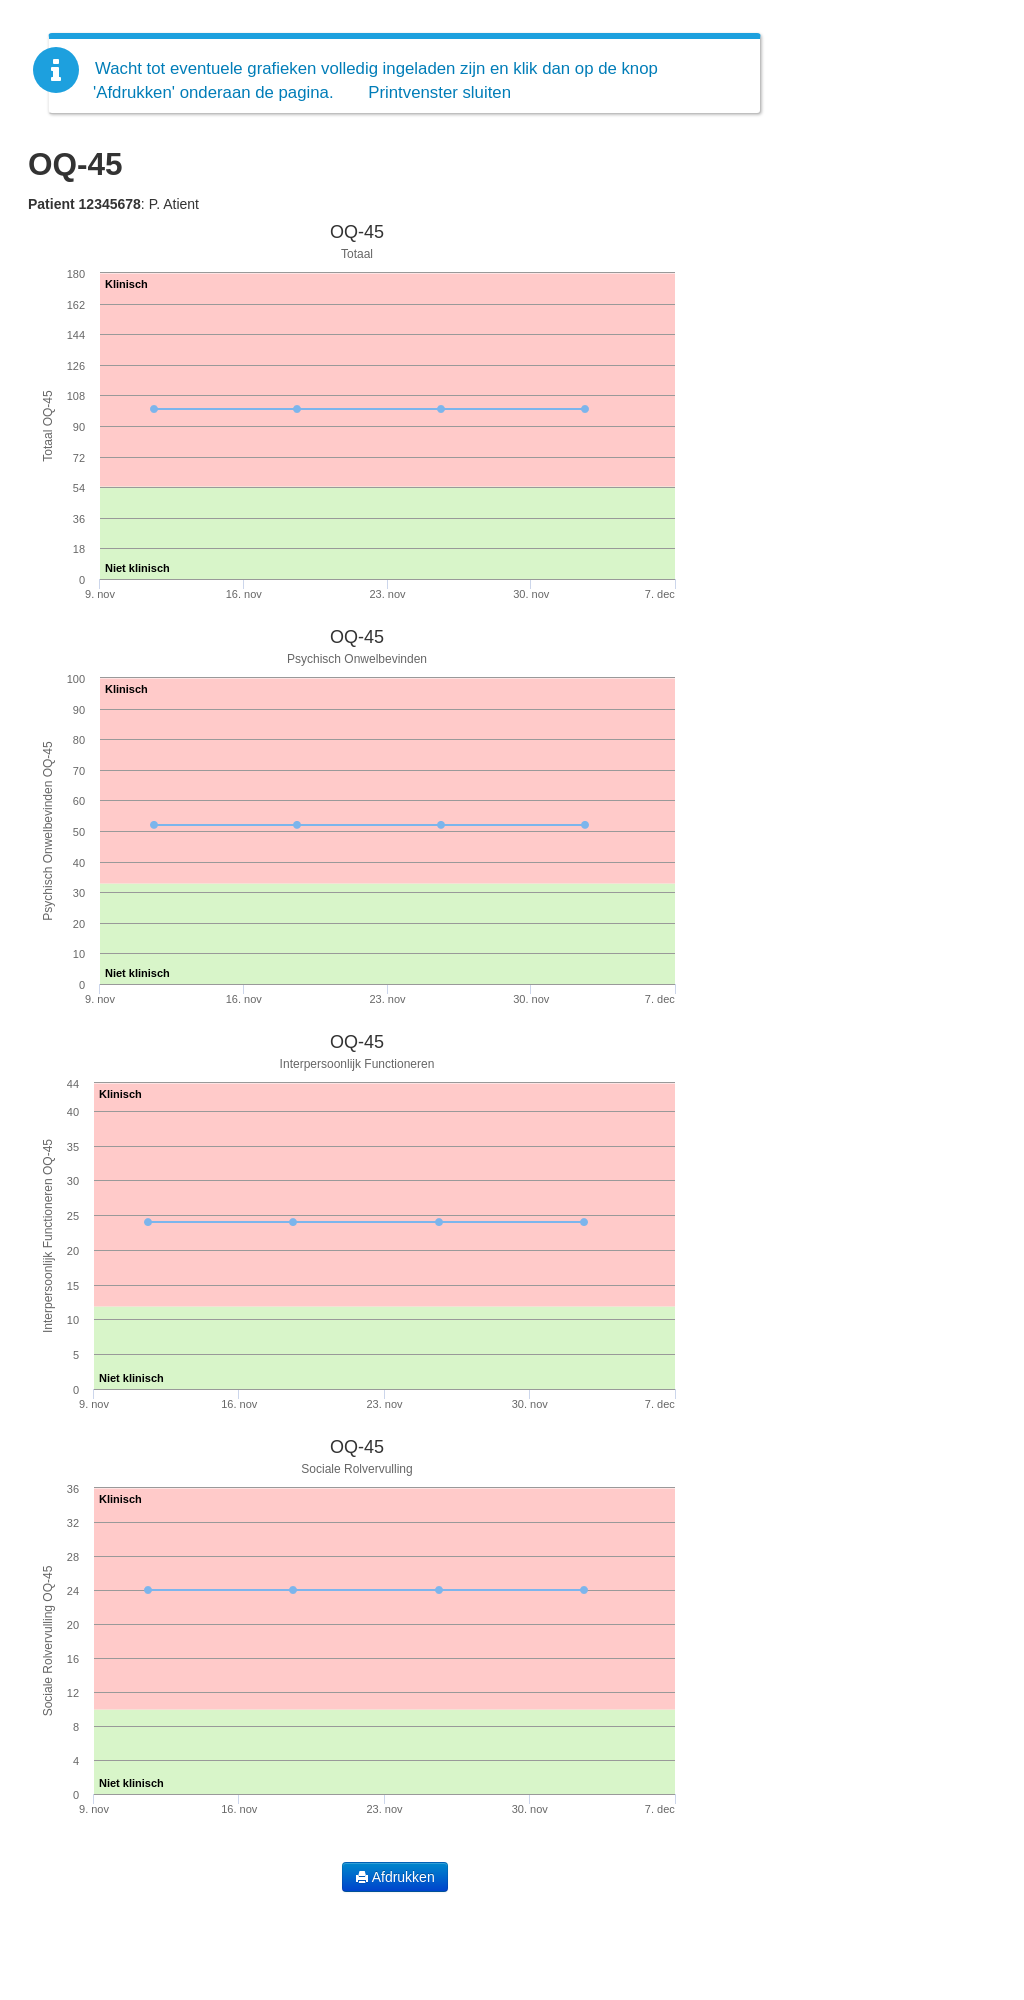 Wacht tot eventuele grafieken volledig ingeladen zijn en klik dan op de knop
'Afdrukken' onderaan de pagina. Printvenster sluiten
OQ-45
Patient 12345678: P. Atient
OQ-45
Totaal
Totaal OQ-45
180
Klinisch
162
144
126
108
90
72
54
36
18
Niet klinisch
0
9. nov 16. nov 23. nov 30. nov 7. dec
OQ-45
Psychisch Onwelbevinden
Psychisch Onwelbevinden OQ-45
100
Klinisch
90
80
70
60
50
40
30
20
10
Niet klinisch
0
9. nov 16. nov 23. nov 30. nov 7. dec
OQ-45
Interpersoonlijk Functioneren
Interpersoonlijk Functioneren OQ-45
44
Klinisch
40
35
30
25
20
15
10
5
Niet klinisch
0
9. nov 16. nov 23. nov 30. nov 7. dec
OQ-45
Sociale Rolvervulling
Sociale Rolvervulling OQ-45
36
Klinisch
32
28
24
20
16
12
8
4
Niet klinisch
0
9. nov 16. nov 23. nov 30. nov 7. dec
Afdrukken